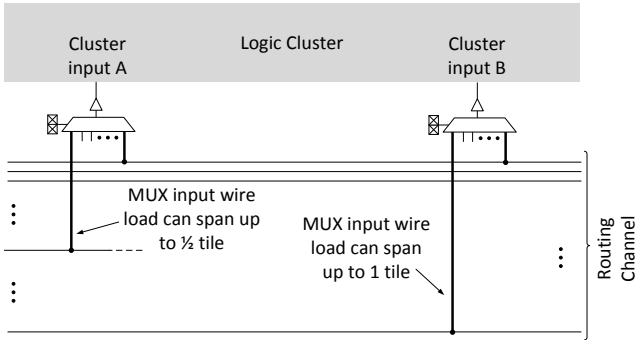 Cluster
input A
Logic Cluster
Cluster
input B
MUX input wire
load can span up
to ½ tile
MUX input wire
load can span
up to 1 tile
Routing
Channel